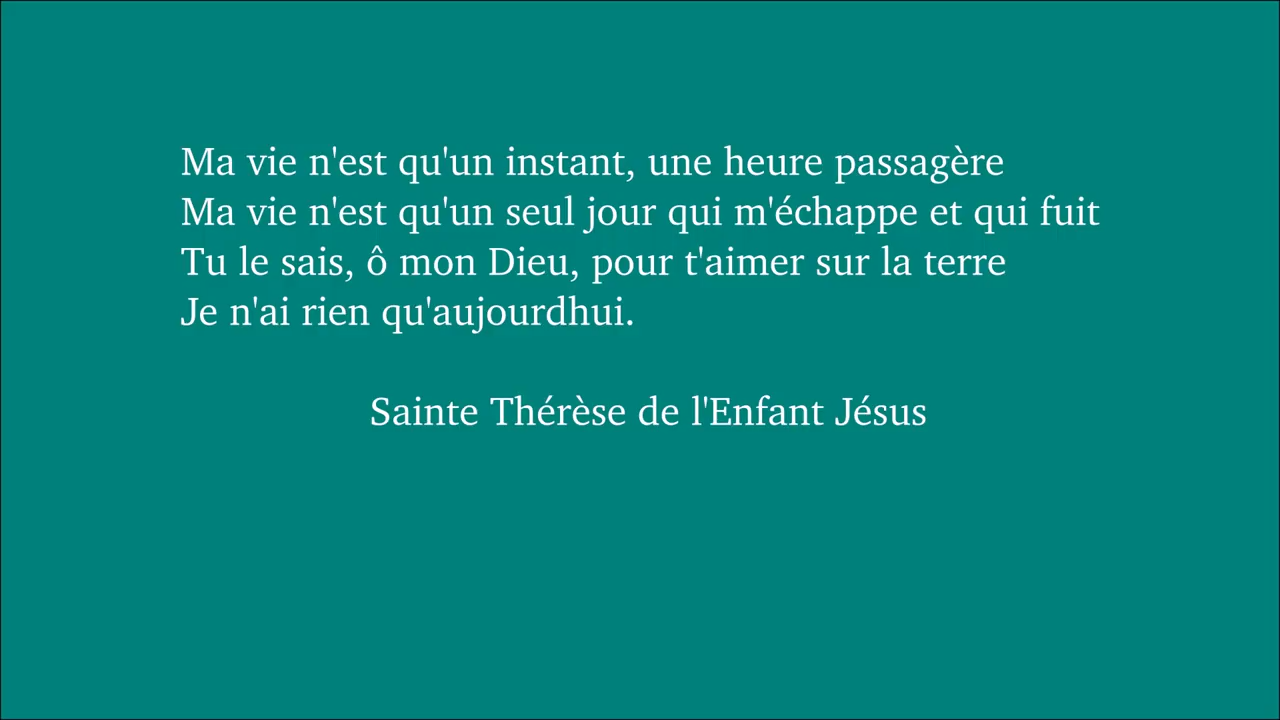 Ma vie n'est qu'un instant, une heure passagère
Ma vie n'est qu'un seul jour qui m'échappe et qui fuit
Tu le sais, ô mon Dieu, pour t'aimer sur la terre
Je n'ai rien qu'aujourdhui.
Sainte Thérèse de l'Enfant Jésus